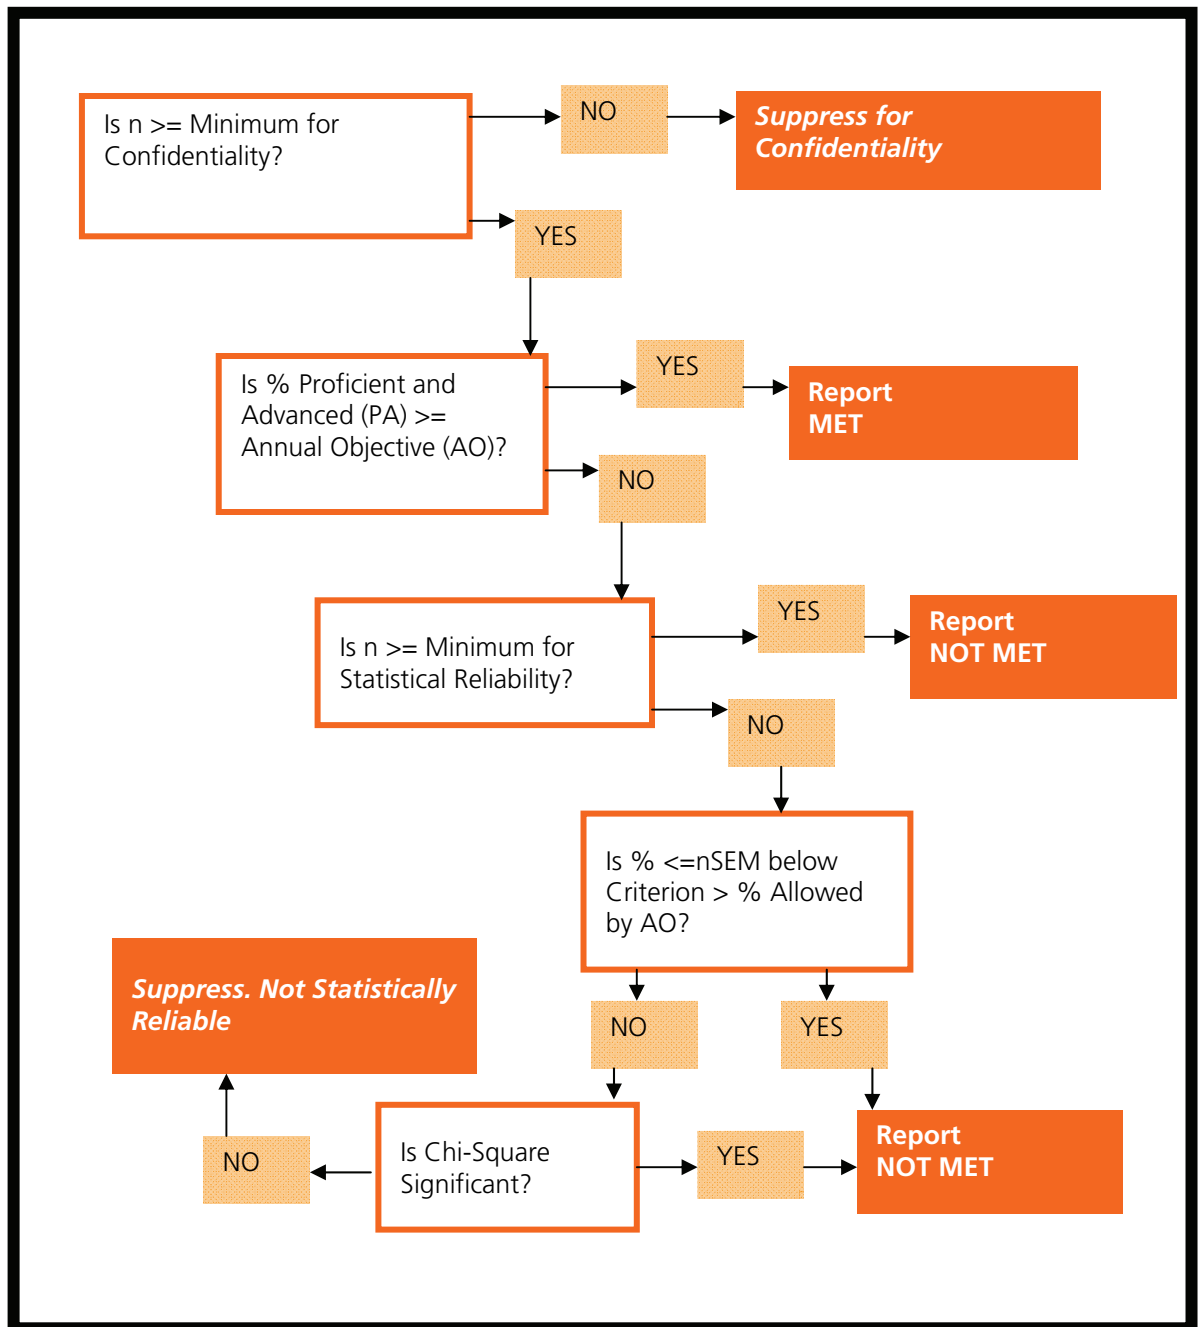 Is n >= Minimum for
Confidentiality?
NO
Suppress for
Confidentiality
YES
Is % Proficient and
Advanced (PA) >=
Annual Objective (AO)?
YES
Report
MET
NO
Is n >= Minimum for
Statistical Reliability?
YES
Report
NOT MET
NO
Is % <=nSEM below
Criterion > % Allowed
by AO?
Suppress. Not Statistically
Reliable
NO
YES
NO
Is Chi-Square
Significant?
YES
Report
NOT MET